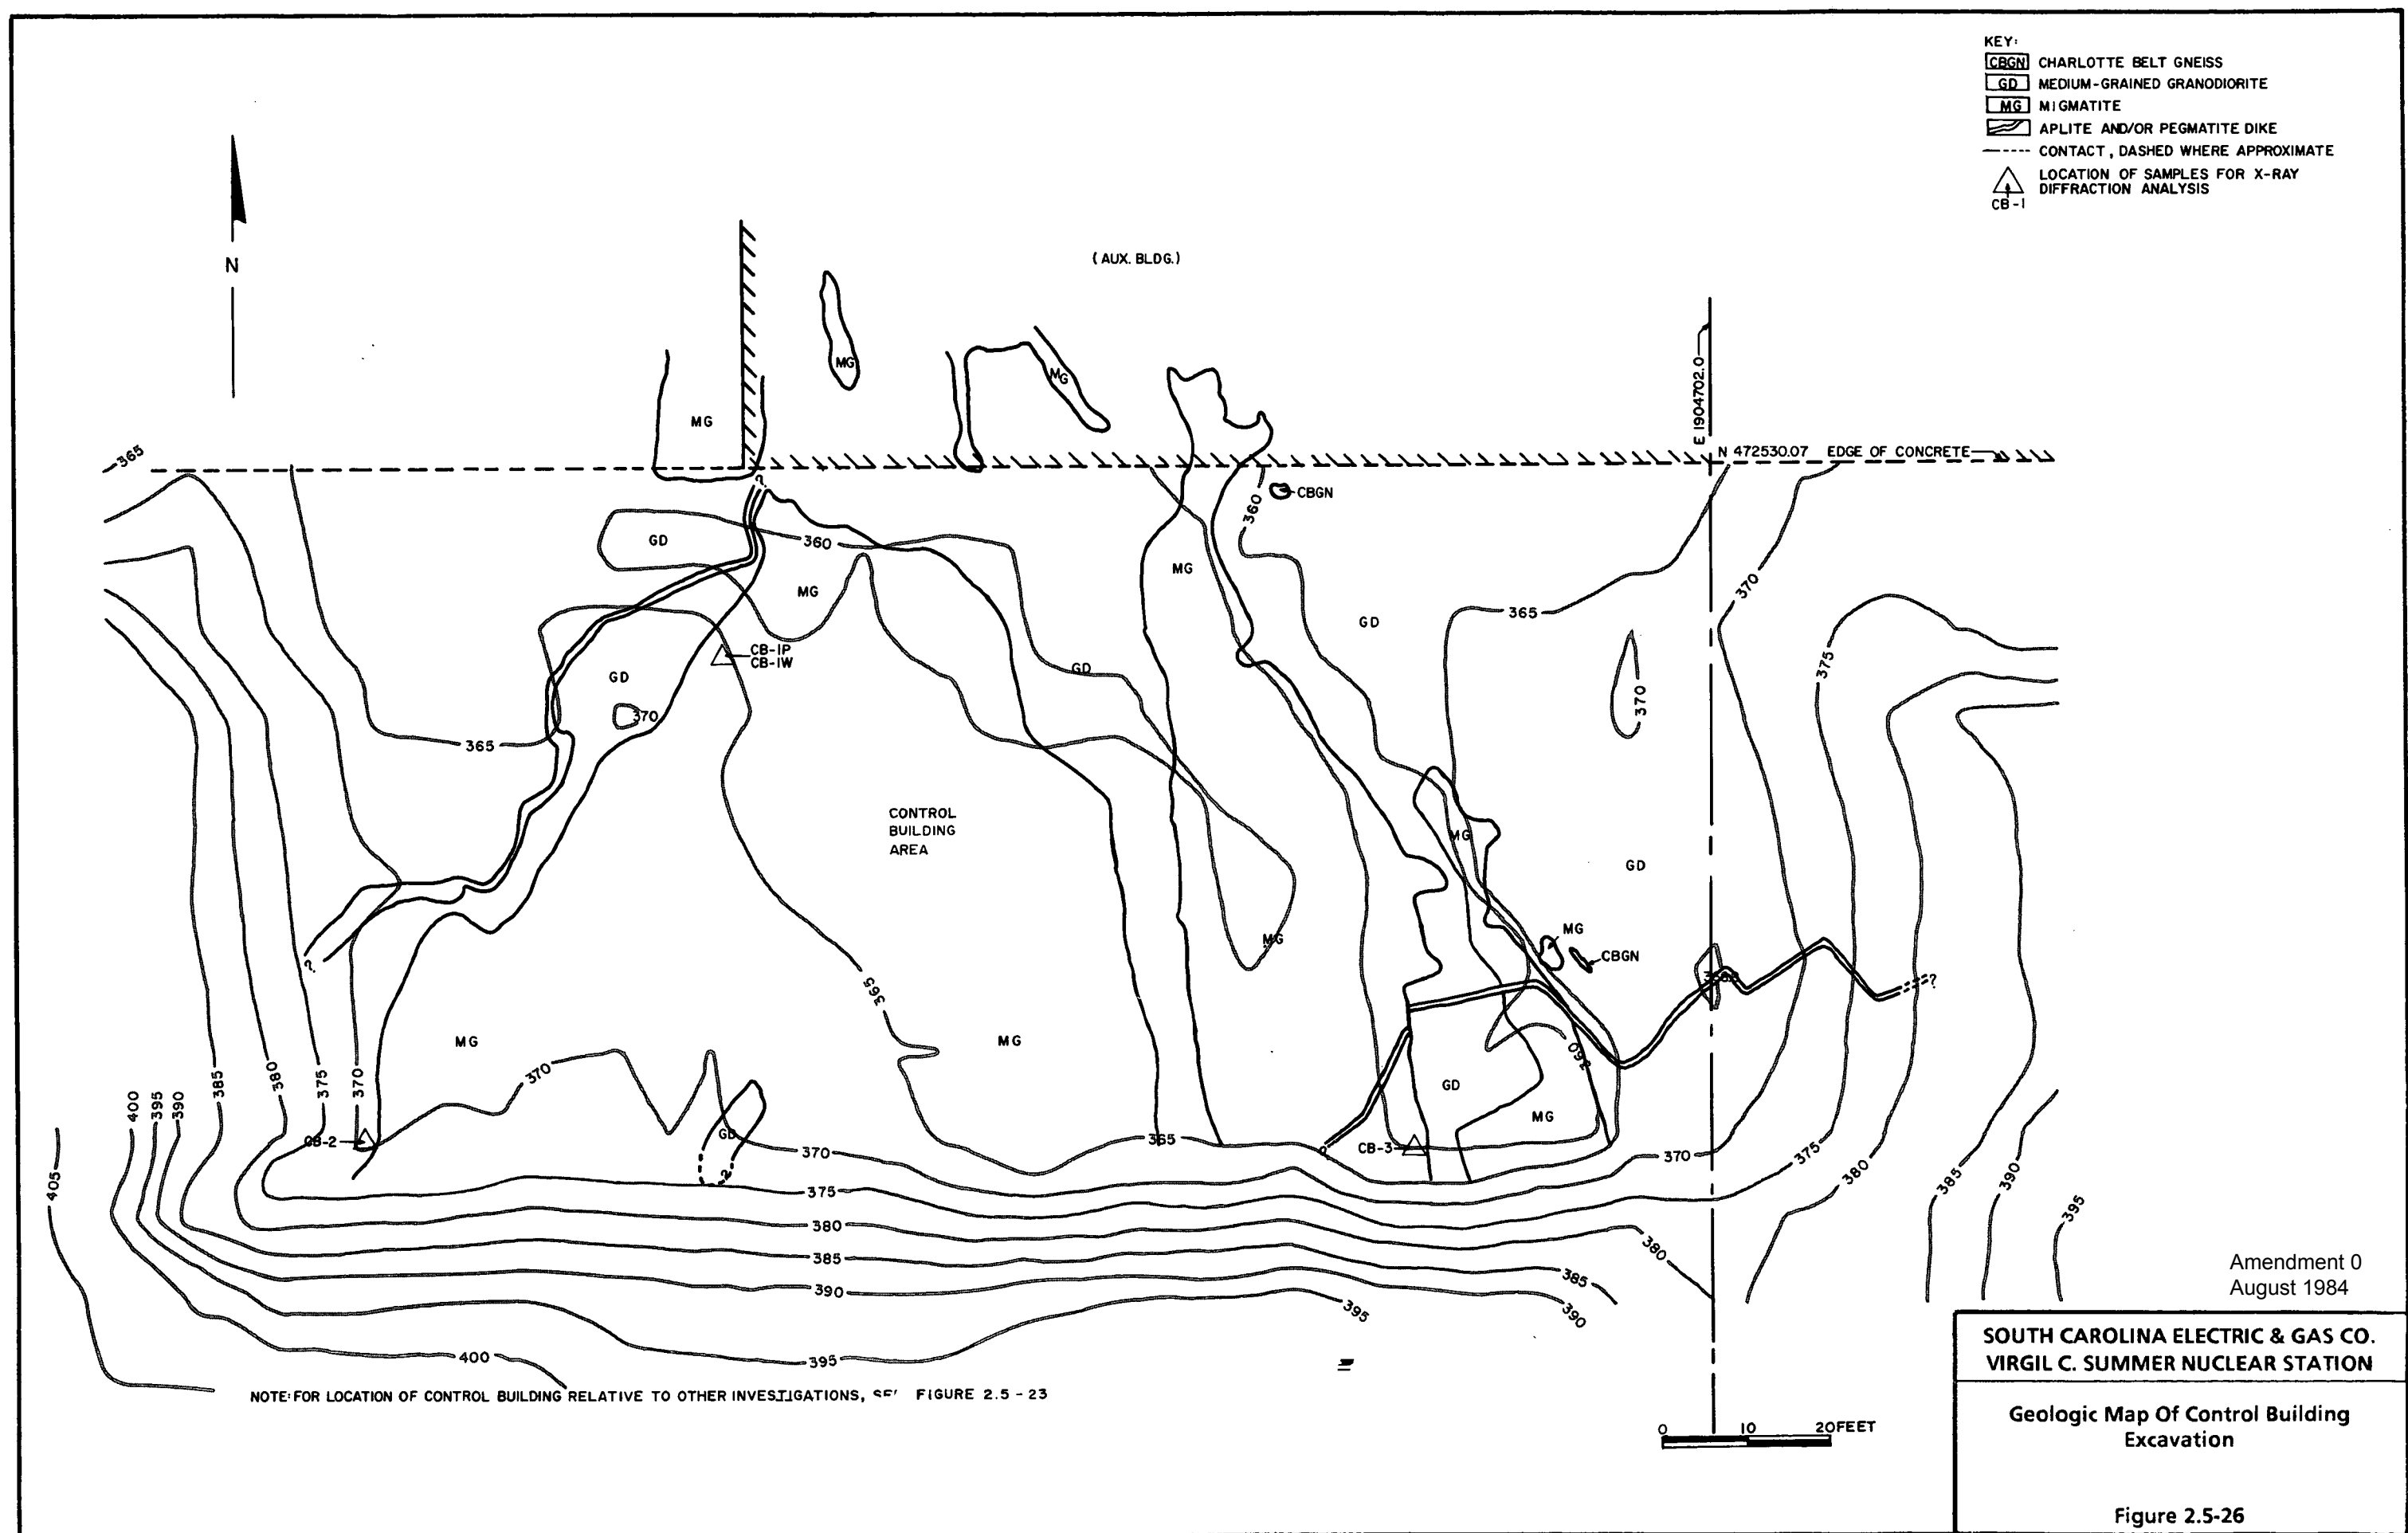 KEY:
CBGN CHARLOTTE BELT GNEISS
GD MEDIUM-GRAINED GRANODIORITE
MG MIGMATITE
APLITE AND/OR PEGMATITE DIKE
CONTACT, DASHED WHERE APPROXIMATE
LOCATION OF SAMPLES FOR X-RAY
DIFFRACTION ANALYSIS
CB-1
N
(AUX. BLDG.)
MG
MG
MG
E 1904702.0
N 472530.07 EDGE OF CONCRETE
365
?
CBGN
360
GD
360
MG
MG
370
365
GD
375
CB-1P
CB-1W
GD
GD
370
370
365
CONTROL
BUILDING
AREA
MG
GD
MG
MG
CBGN
?
365
?
MG
MG
370
360
GD
MG
400
395
390
385
380
375
370
CB-2
GD
?
370
365
?
CB-3
370
375
380
385
390
395
405
375
380
385
390
395
380
385
390
395
400
Amendment 0
August 1984
NOTE: FOR LOCATION OF CONTROL BUILDING RELATIVE TO OTHER INVESTIGATIONS, FIGURE 2.5-23
0 10 20 FEET
SOUTH CAROLINA ELECTRIC & GAS CO.
VIRGIL C. SUMMER NUCLEAR STATION
Geologic Map Of Control Building
Excavation
Figure 2.5-26